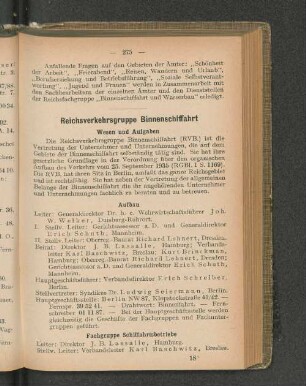 — 275 —
Anfallende Fragen auf den Gebieten der Ämter: „Schönheit
der Arbeit“, „Feierabend“, „Reisen, Wandern und Urlaub“,
„Berufserziehung und Betriebsführung“, „Soziale Selbstverant-
wortung“, „Jugend und Frauen“ werden in Zusammenarbeit mit
den Sachbearbeitern der einzelnen Ämter und den Dienststellen
der Reichsfachgruppe „Binnenschiffahrt und Wasserbau“ erledigt.
Reichsverkehrsgruppe Binnenschiffahrt
Wesen und Aufgaben
Die Reichsverkehrsgruppe Binnenschiffahrt (RVB.) ist die
Vertretung der Unternehmer und Unternehmungen, die auf dem
Gebiete der Binnenschiffahrt selbständig tätig sind. Sie hat ihre
gesetzliche Grundlage in der Verordnung über den organischen
Aufbau des Verkehrs vom 25. September 1935 (RGBl. I S. 1169).
Die RVB. hat ihren Sitz in Berlin, umfaßt das ganze Reichsgebiet
und ist rechtsfähig. Sie hat neben der Vertretung der allgemeinen
Belange der Binnenschiffahrt die ihr angehörenden Unternehmer
und Unternehmungen fachlich zu beraten und zu betreuen.
Aufbau
Leiter: Generaldirektor Dr. h. c. Wehrwirtschaftsführer Joh.
W. Welker, Duisburg-Ruhrort.
I. Stellv. Leiter: Gerichtsassessor a. D. und Generaldirektor
Erich Schuth, Mannheim.
II. Stellv. Leiter: Oberreg.-Baurat Richard Lohnert, Dresden.
Beirat: Direktor J. B. Lassalle, Hamburg; Verbands-
leiter Karl Baschwitz, Breslau; Kurt Brinckman,
Hamburg; Oberreg.-Baurat Richard Lohnert, Dresden;
Gerichtsassessor a. D. und Generaldirektor Erich Schuth,
Mannheim.
Hauptgeschäftsführer: Verbandsdirektor Erich Schreiber,
Berlin.
Stellvertreter: Syndikus Dr. Ludwig Seiermann, Berlin.
Hauptgeschäftsstelle: Berlin NW 87, Klopstockstraße
Fernspr. 39 32 41. — Drahtwort: Binnenfahrt. — Fernschrei-
ber 01 11 87. — Bei der Hauptgeschäftsstelle werden
gleichzeitig die Geschäfte der Fachgruppen und Fachunter-
gruppen geführt.
Fachgruppe Schiffahrtsbetriebe
Leiter: Direktor J. B. Lassalle, Hamburg.
Stellv. Leiter: Verbandsleiter Karl Baschwitz, Breslau.
18*